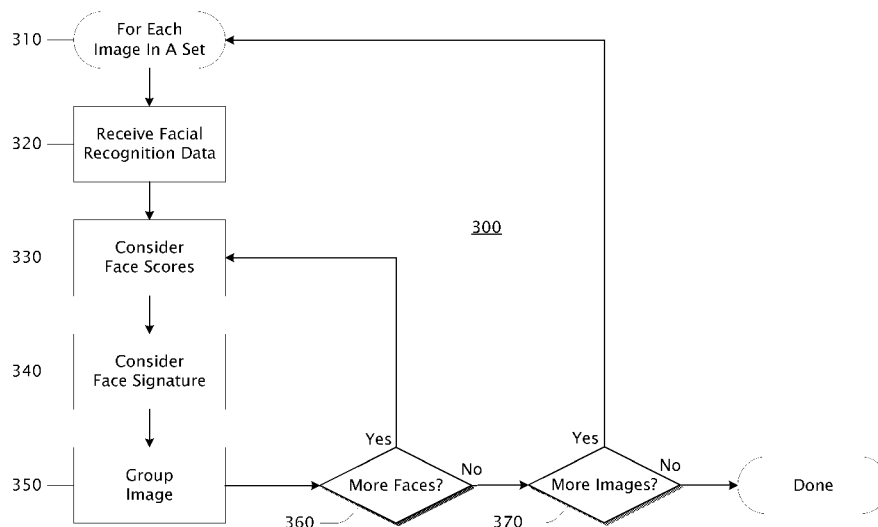 For Each
Image In A Set
310
Receive Facial
Recognition Data
320
300
Consider
Face Scores
330
Consider
Face Signature
340
Yes
Yes
Group
Image
350
More Faces?
No
More Images?
No
Done
360
370